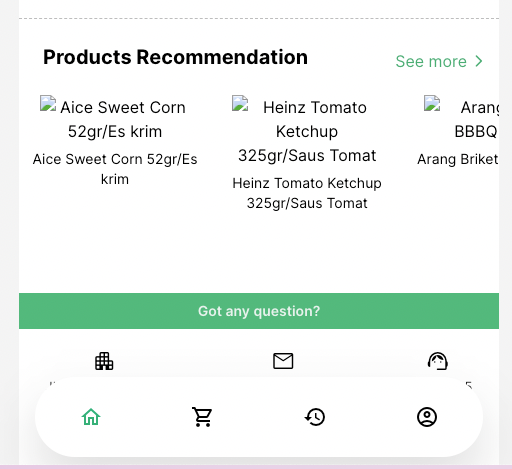 Products Recommendation
See more
Aice Sweet Corn
52gr/Es krim
Aice Sweet Corn 52gr/Es
krim
Heinz Tomato
Ketchup
325gr/Saus Tomat
Heinz Tomato Ketchup
325gr/Saus Tomat
Arang
BBBQ
Arang Briket
Got any question?